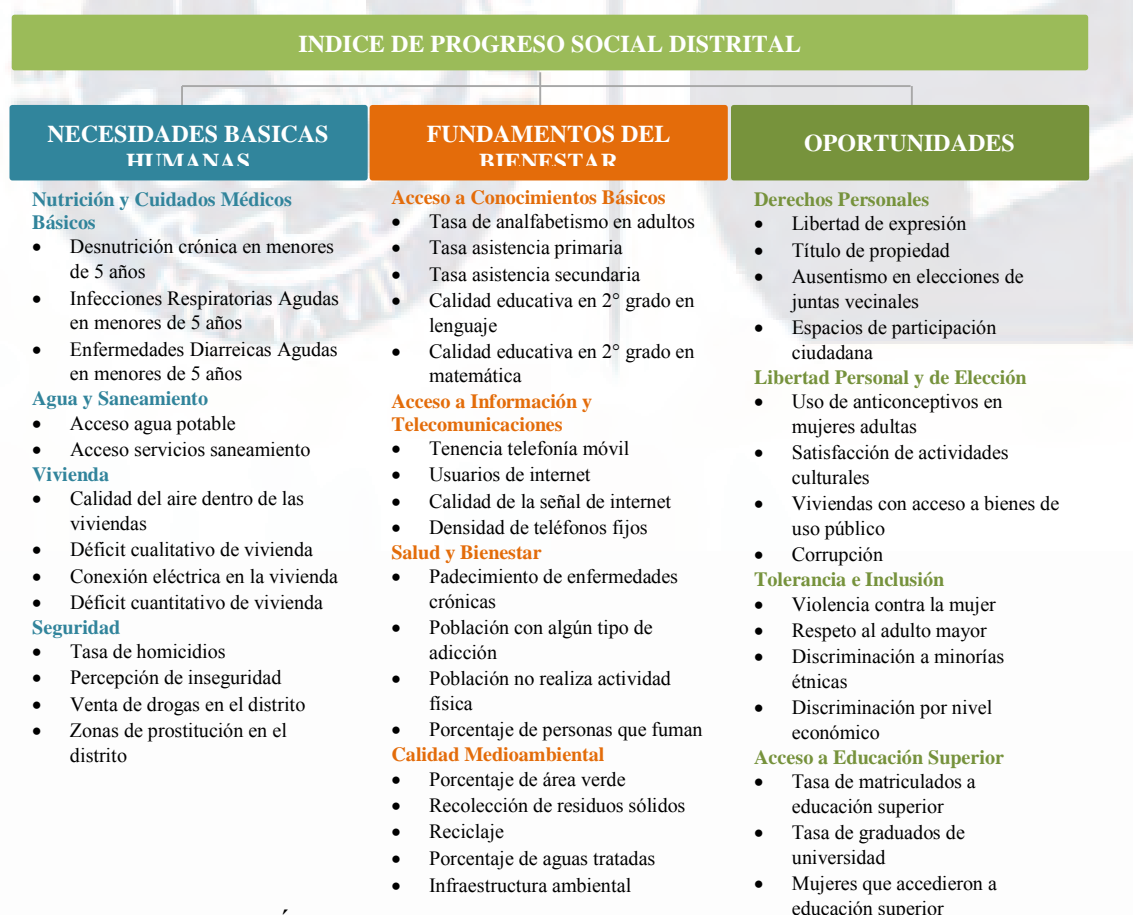 INDICE DE PROGRESO SOCIAL DISTRITAL
NECESIDADES BASICAS
HUMANAS
Nutrición y Cuidados Médicos
Básicos
• Desnutrición crónica en menores
de 5 años
• Infecciones Respiratorias Agudas
en menores de 5 años
• Enfermedades Diarreicas Agudas
en menores de 5 años
Agua y Saneamiento
• Acceso agua potable
• Acceso servicios saneamiento
Vivienda
• Calidad del aire dentro de las
viviendas
• Déficit cualitativo de vivienda
• Conexión eléctrica en la vivienda
• Déficit cuantitativo de vivienda
Seguridad
• Tasa de homicidios
• Percepción de inseguridad
• Venta de drogas en el distrito
• Zonas de prostitución en el
distrito
FUNDAMENTOS DEL
BIENESTAR
Acceso a Conocimientos Básicos
• Tasa de analfabetismo en adultos
• Tasa asistencia primaria
• Tasa asistencia secundaria
• Calidad educativa en 2° grado en
lenguaje
• Calidad educativa en 2° grado en
matemática
Acceso a Información y
Telecomunicaciones
• Tenencia telefonía móvil
• Usuarios de internet
• Calidad de la señal de internet
• Densidad de teléfonos fijos
Salud y Bienestar
• Padecimiento de enfermedades
crónicas
• Población con algún tipo de
adicción
• Población no realiza actividad
física
• Porcentaje de personas que fuman
Calidad Medioambiental
• Porcentaje de área verde
• Recolección de residuos sólidos
• Reciclaje
• Porcentaje de aguas tratadas
• Infraestructura ambiental
OPORTUNIDADES
Derechos Personales
• Libertad de expresión
• Título de propiedad
• Ausentismo en elecciones de
juntas vecinales
• Espacios de participación
ciudadana
Libertad Personal y de Elección
• Uso de anticonceptivos en
mujeres adultas
• Satisfacción de actividades
culturales
• Viviendas con acceso a bienes de
uso público
• Corrupción
Tolerancia e Inclusión
• Violencia contra la mujer
• Respeto al adulto mayor
• Discriminación a minorías
étnicas
• Discriminación por nivel
económico
Acceso a Educación Superior
• Tasa de matriculados a
educación superior
• Tasa de graduados de
universidad
• Mujeres que accedieron a
educación superior